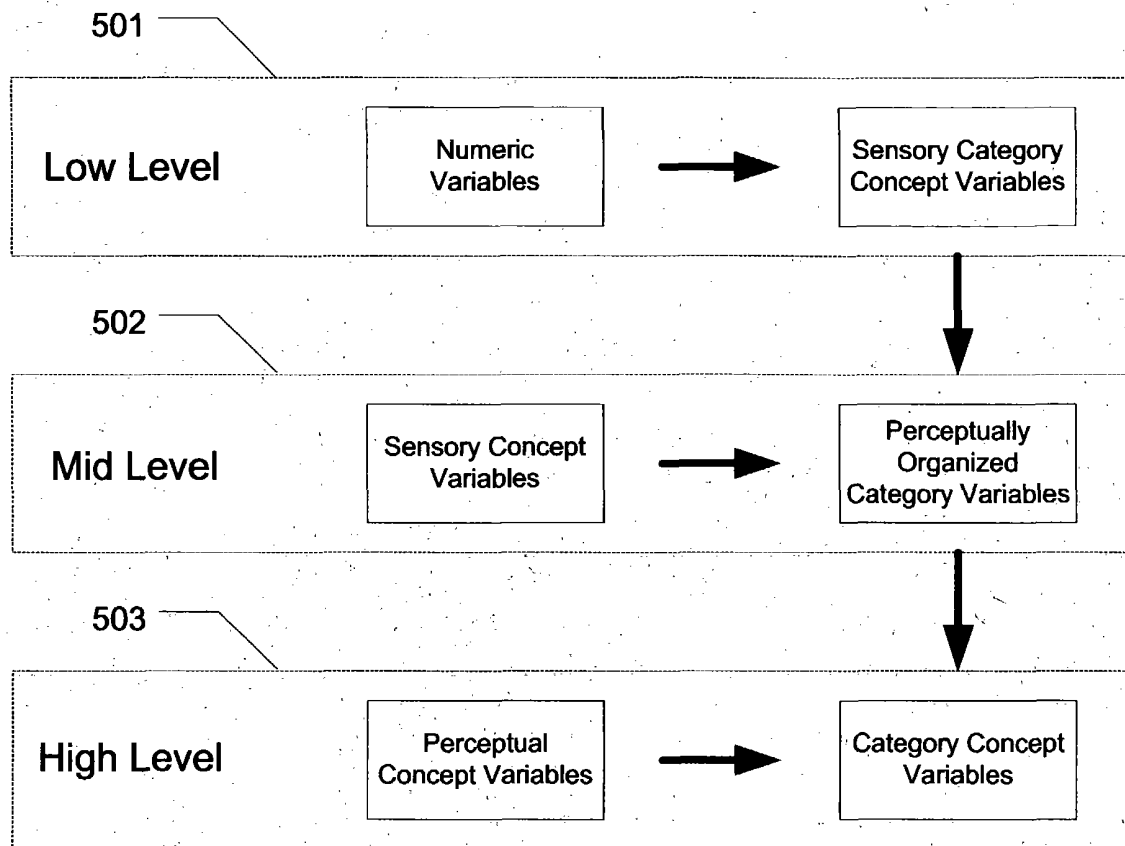 501
Low Level
Numeric
Variables
Sensory Category
Concept Variables
502
Mid Level
Sensory Concept
Variables
Perceptually
Organized
Category Variables
503
High Level
Perceptual
Concept Variables
Category Concept
Variables